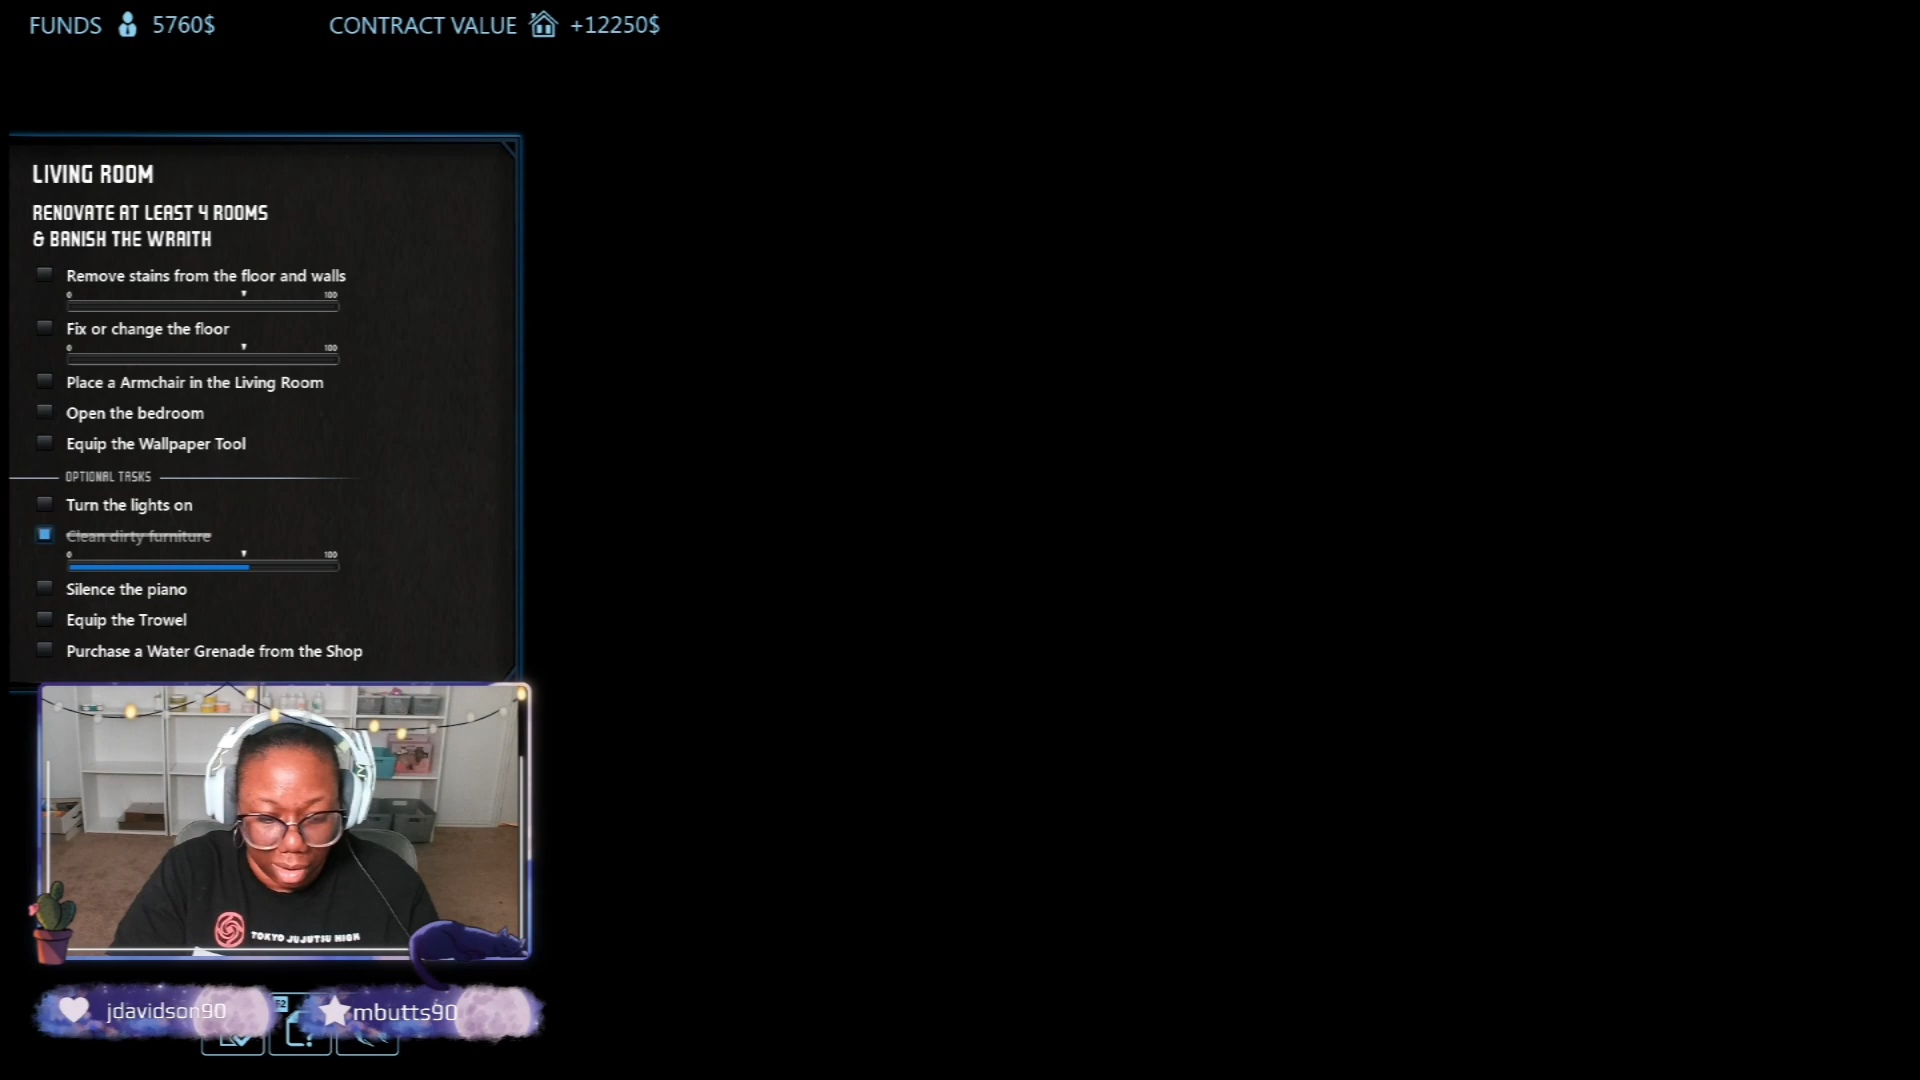 FUNDS 5760$ CONTRACT VALUE +12250$
LIVING ROOM
RENOVATE AT LEAST 4 ROOMS
& BANISH THE WRAITH
Remove stains from the floor and walls
0 100
Fix or change the floor
0 100
Place a Armchair in the Living Room
Open the bedroom
Equip the Wallpaper Tool
OPTIONAL TASKS
Turn the lights on
Clean dirty furniture
0 100
Silence the piano
Equip the Trowel
Purchase a Water Grenade from the Shop
TOKYO JUJUTSU HIGH
jdavidson90 F2 mbutts90
?